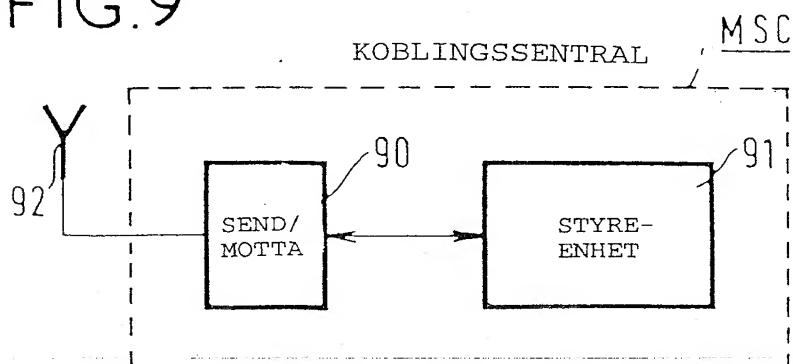 FIG.9
MSC
KOBLINGSSENTRAL
90
91
92
SEND/
MOTTA
STYRE-
ENHET